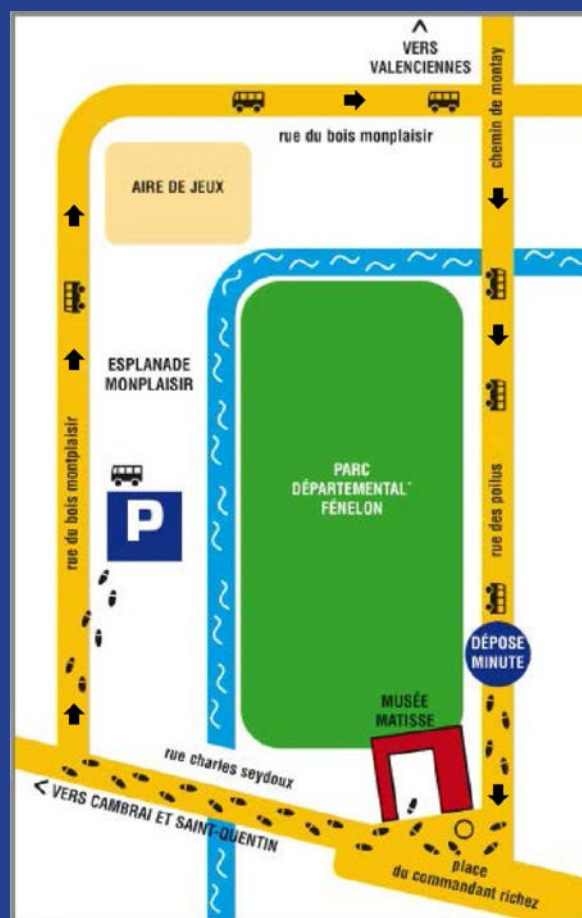 VERS
VALENCIENNES
chemin de montay
rue du bois monplaisir
AIRE DE JEUX
ESPLANADE
MONPLAISIR
rue du bois montplaisir
P
PARC
DÉPARTEMENTAL*
FÉNELON
rue des poilus
DÉPOSE
MINUTE
MUSÉE
MATISSE
rue charles seydoux
< VERS CAMBRAI ET SAINT-QUENTIN
place
du commandant richez